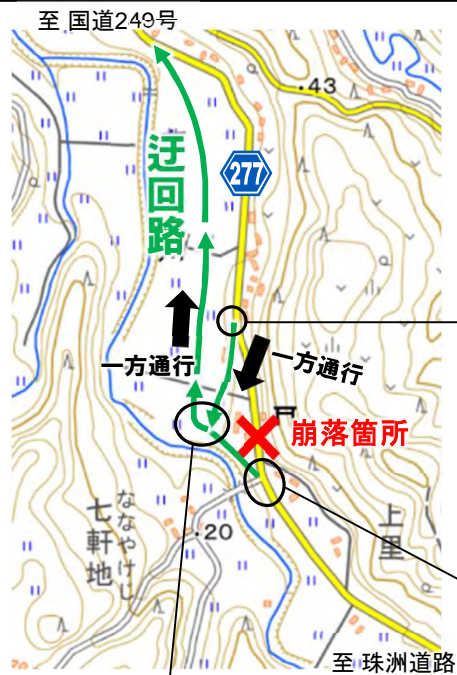 至 国道249号
・43
277
迂回路
一方通行
一方通行
崩落箇所
七軒地
ななやけじ
・20
上里
至 珠洲道路